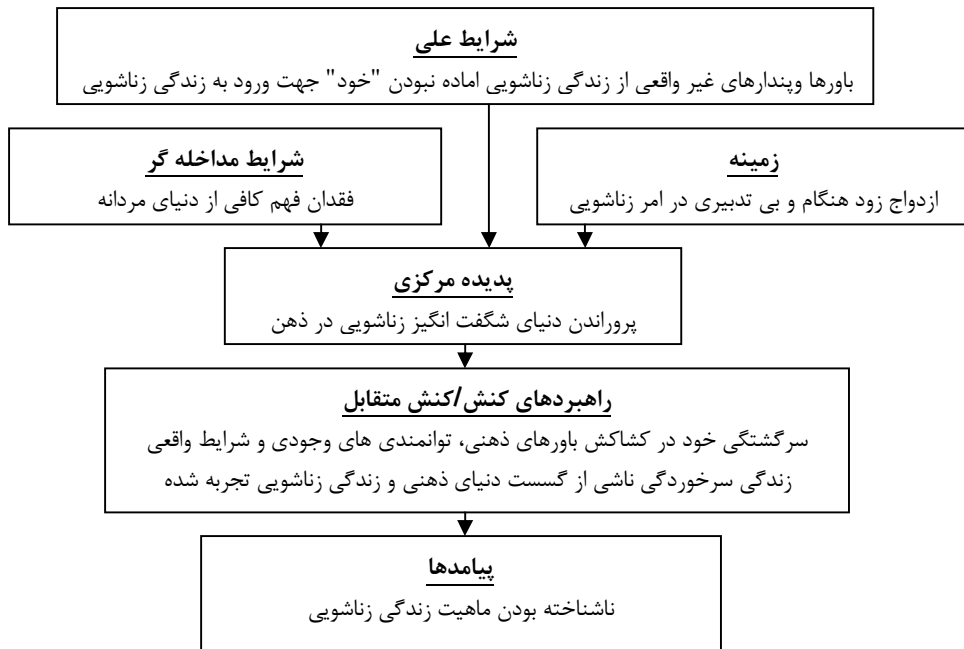 شرایط علی
باورها وپندارهای غیر واقعی از زندگی زناشویی اماده نبودن "خود" جهت ورود به زندگی زناشویی
زمینه
ازدواج زود هنگام و بی تدبیری در امر زناشویی
شرایط مداخله گر
فقدان فهم کافی از دنیای مردانه
پدیده مرکزی
پروراندن دنیای شگفت انگیز زناشویی در ذهن
راهبردهای کنش/کنش متقابل
سرگشتگی خود در کشاکش باورهای ذهنی، توانمندی های وجودی و شرایط واقعی
زندگی سرخوردگی ناشی از گسست دنیای ذهنی و زندگی زناشویی تجربه شده
پیامدها
ناشناخته بودن ماهیت زندگی زناشویی